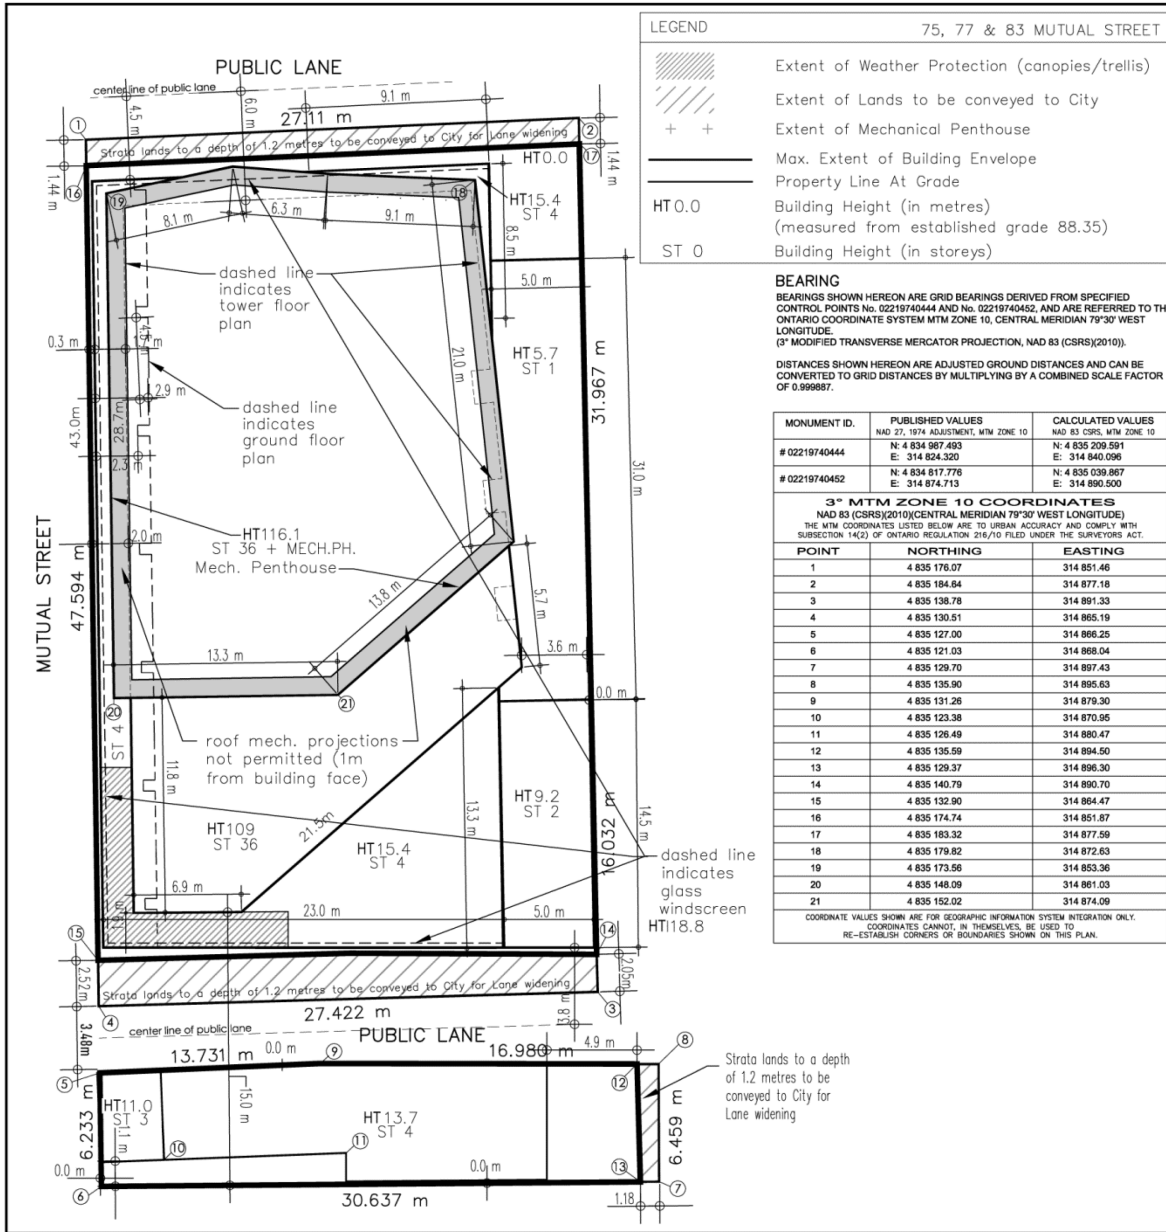 LEGEND 75, 77 & 83 MUTUAL STREET
Extent of Weather Protection (canopies/trellis)
Extent of Lands to be conveyed to City
+ + Extent of Mechanical Penthouse
Max. Extent of Building Envelope
Property Line At Grade
HT 0.0 Building Height (in metres)
(measured from established grade 88.35)
ST 0 Building Height (in storeys)
PUBLIC LANE
center line of public lane
4.5 m
6.0 m
9.1 m
27.11 m
1
2
Strata lands to a depth of 1.2 metres to be conveyed to City for Lane widening
17
1.44 m
1.44 m
16
HT0.0
19
18
HT15.4
ST 4
8.1 m
6.3 m
9.1 m
8.5 m
dashed line
indicates
tower floor
plan
5.0 m
0.3 m
21.0 m
HT5.7
ST 1
31.967 m
2.9 m
43.0m
28.7m
dashed line
indicates
ground floor
plan
2.3
31.0 m
MUTUAL STREET
47.594 m
2.0 m
HT116.1
ST 36 + MECH.PH.
Mech. Penthouse
13.8 m
5.7 m
13.3 m
3.6 m
0.0 m
20
21
ST 4
roof mech. projections
not permitted (1m
from building face)
11.8 m
HT109
ST 36
21.5m
HT15.4
ST 4
13.3 m
HT9.2
ST 2
16.032 m
14.5 m
dashed line
indicates
glass
windscreen
HT118.8
6.9 m
1.9m
23.0 m
5.0 m
15
14
2.52m
2.05m
Strata lands to a depth of 1.2 metres to be conveyed to City for Lane widening
4
27.422 m
3
3.48m
center line of public lane
PUBLIC LANE
3.8 m
13.731 m
0.0 m
9
16.980 m
4.9 m
8
5
12
Strata lands to a depth
of 1.2 metres to be
conveyed to City for
Lane widening
6.233 m
HT11.0
ST 3
1.1 m
15.0 m
HT13.7
ST 4
10
11
6.459 m
0.0 m
0.0 m
13
6
30.637 m
7
1.18
BEARING
BEARINGS SHOWN HEREON ARE GRID BEARINGS DERIVED FROM SPECIFIED
CONTROL POINTS No. 02219740444 AND No. 02219740452, AND ARE REFERRED TO TH
ONTARIO COORDINATE SYSTEM MTM ZONE 10, CENTRAL MERIDIAN 79°30' WEST
LONGITUDE.
(3° MODIFIED TRANSVERSE MERCATOR PROJECTION, NAD 83 (CSRS)(2010)).
DISTANCES SHOWN HEREON ARE ADJUSTED GROUND DISTANCES AND CAN BE
CONVERTED TO GRID DISTANCES BY MULTIPLYING BY A COMBINED SCALE FACTOR
OF 0.999887.
MONUMENT ID. PUBLISHED VALUES CALCULATED VALUES
NAD 27, 1974 ADJUSTMENT, MTM ZONE 10 NAD 83 CSRS, MTM ZONE 10
# 02219740444 N: 4 834 987.493 N: 4 835 209.591
E: 314 824.320 E: 314 840.096
# 02219740452 N: 4 834 817.776 N: 4 835 039.867
E: 314 874.713 E: 314 890.500
3° MTM ZONE 10 COORDINATES
NAD 83 (CSRS)(2010)(CENTRAL MERIDIAN 79°30' WEST LONGITUDE)
THE MTM COORDINATES LISTED BELOW ARE TO URBAN ACCURACY AND COMPLY WITH
SUBSECTION 14(2) OF ONTARIO REGULATION 216/10 FILED UNDER THE SURVEYORS ACT.
POINT NORTHING EASTING
1 4 835 176.07 314 851.46
2 4 835 184.64 314 877.18
3 4 835 138.78 314 891.33
4 4 835 130.51 314 865.19
5 4 835 127.00 314 866.25
6 4 835 121.03 314 868.04
7 4 835 129.70 314 897.43
8 4 835 135.90 314 895.63
9 4 835 131.26 314 879.30
10 4 835 123.38 314 870.95
11 4 835 126.49 314 880.47
12 4 835 135.59 314 894.50
13 4 835 129.37 314 896.30
14 4 835 140.79 314 890.70
15 4 835 132.90 314 864.47
16 4 835 174.74 314 851.87
17 4 835 183.32 314 877.59
18 4 835 179.82 314 872.63
19 4 835 173.56 314 853.36
20 4 835 148.09 314 861.03
21 4 835 152.02 314 874.09
COORDINATE VALUES SHOWN ARE FOR GEOGRAPHIC INFORMATION SYSTEM INTEGRATION ONLY.
COORDINATES CANNOT, IN THEMSELVES, BE USED TO
RE-ESTABLISH CORNERS OR BOUNDARIES SHOWN ON THIS PLAN.